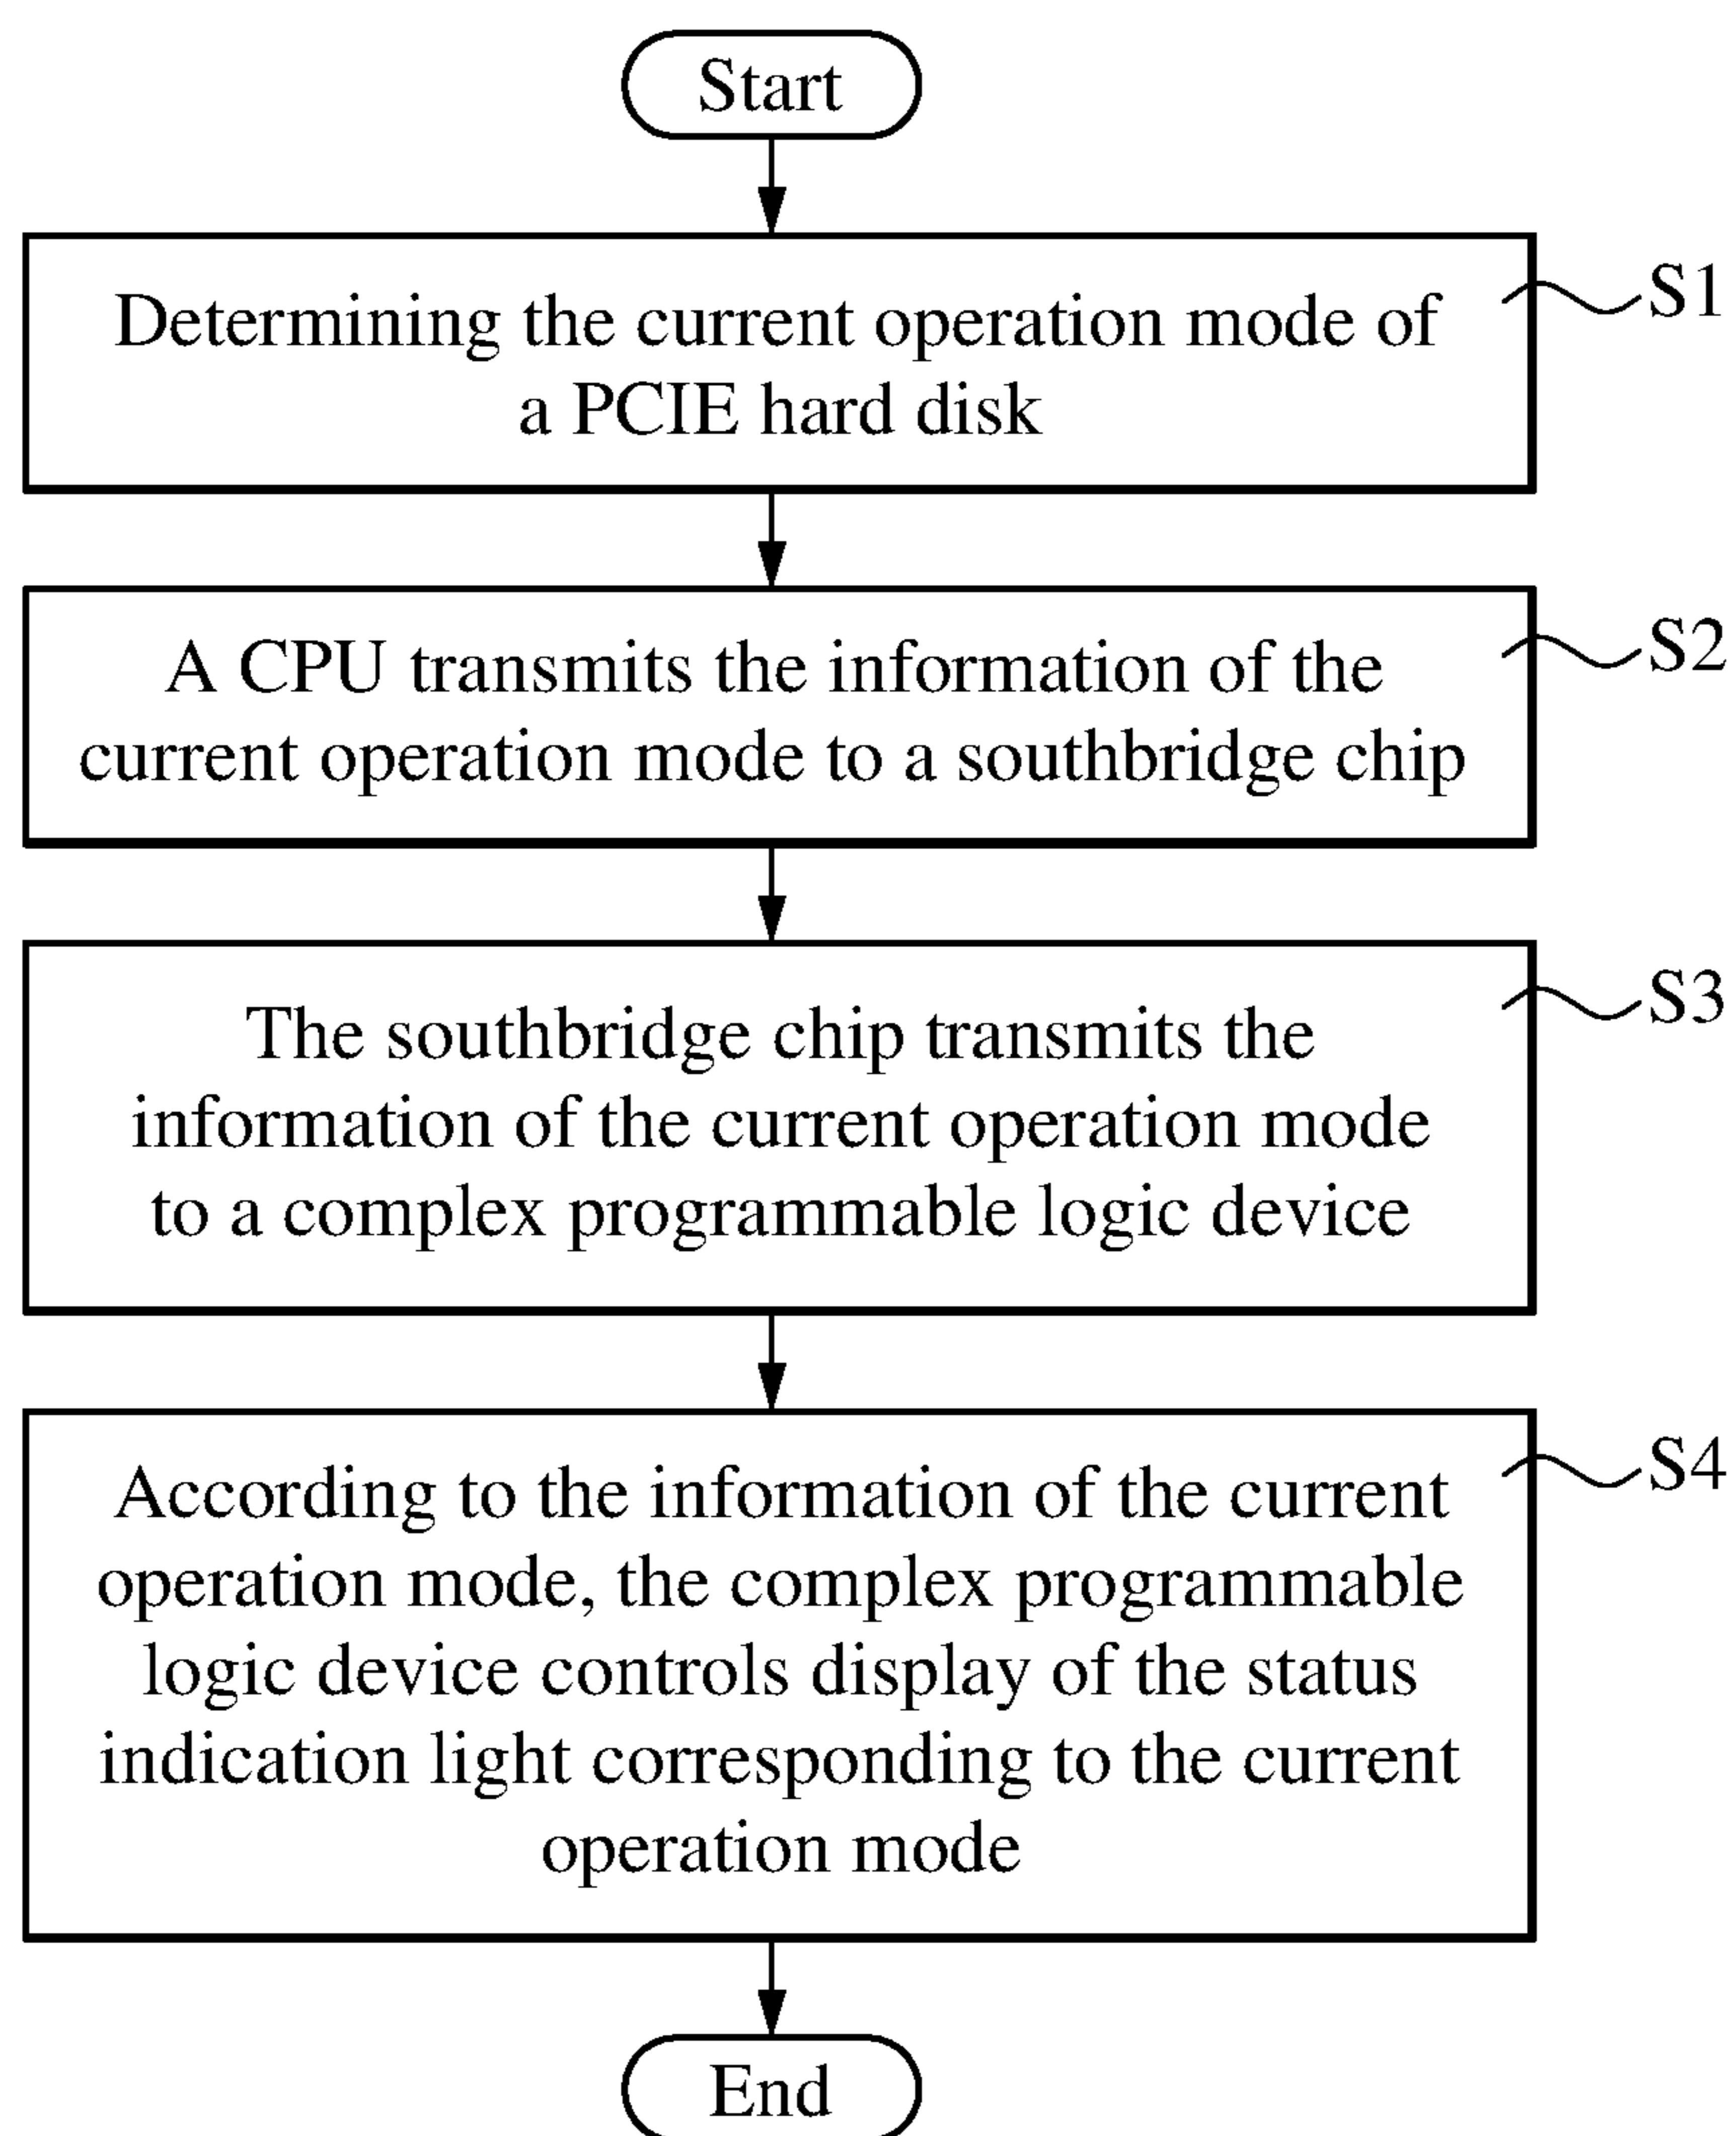 Start
Determining the current operation mode of
a PCIE hard disk
S1
A CPU transmits the information of the
current operation mode to a southbridge chip
S2
The southbridge chip transmits the
information of the current operation mode
to a complex programmable logic device
S3
According to the information of the current
operation mode, the complex programmable
logic device controls display of the status
indication light corresponding to the current
operation mode
S4
End